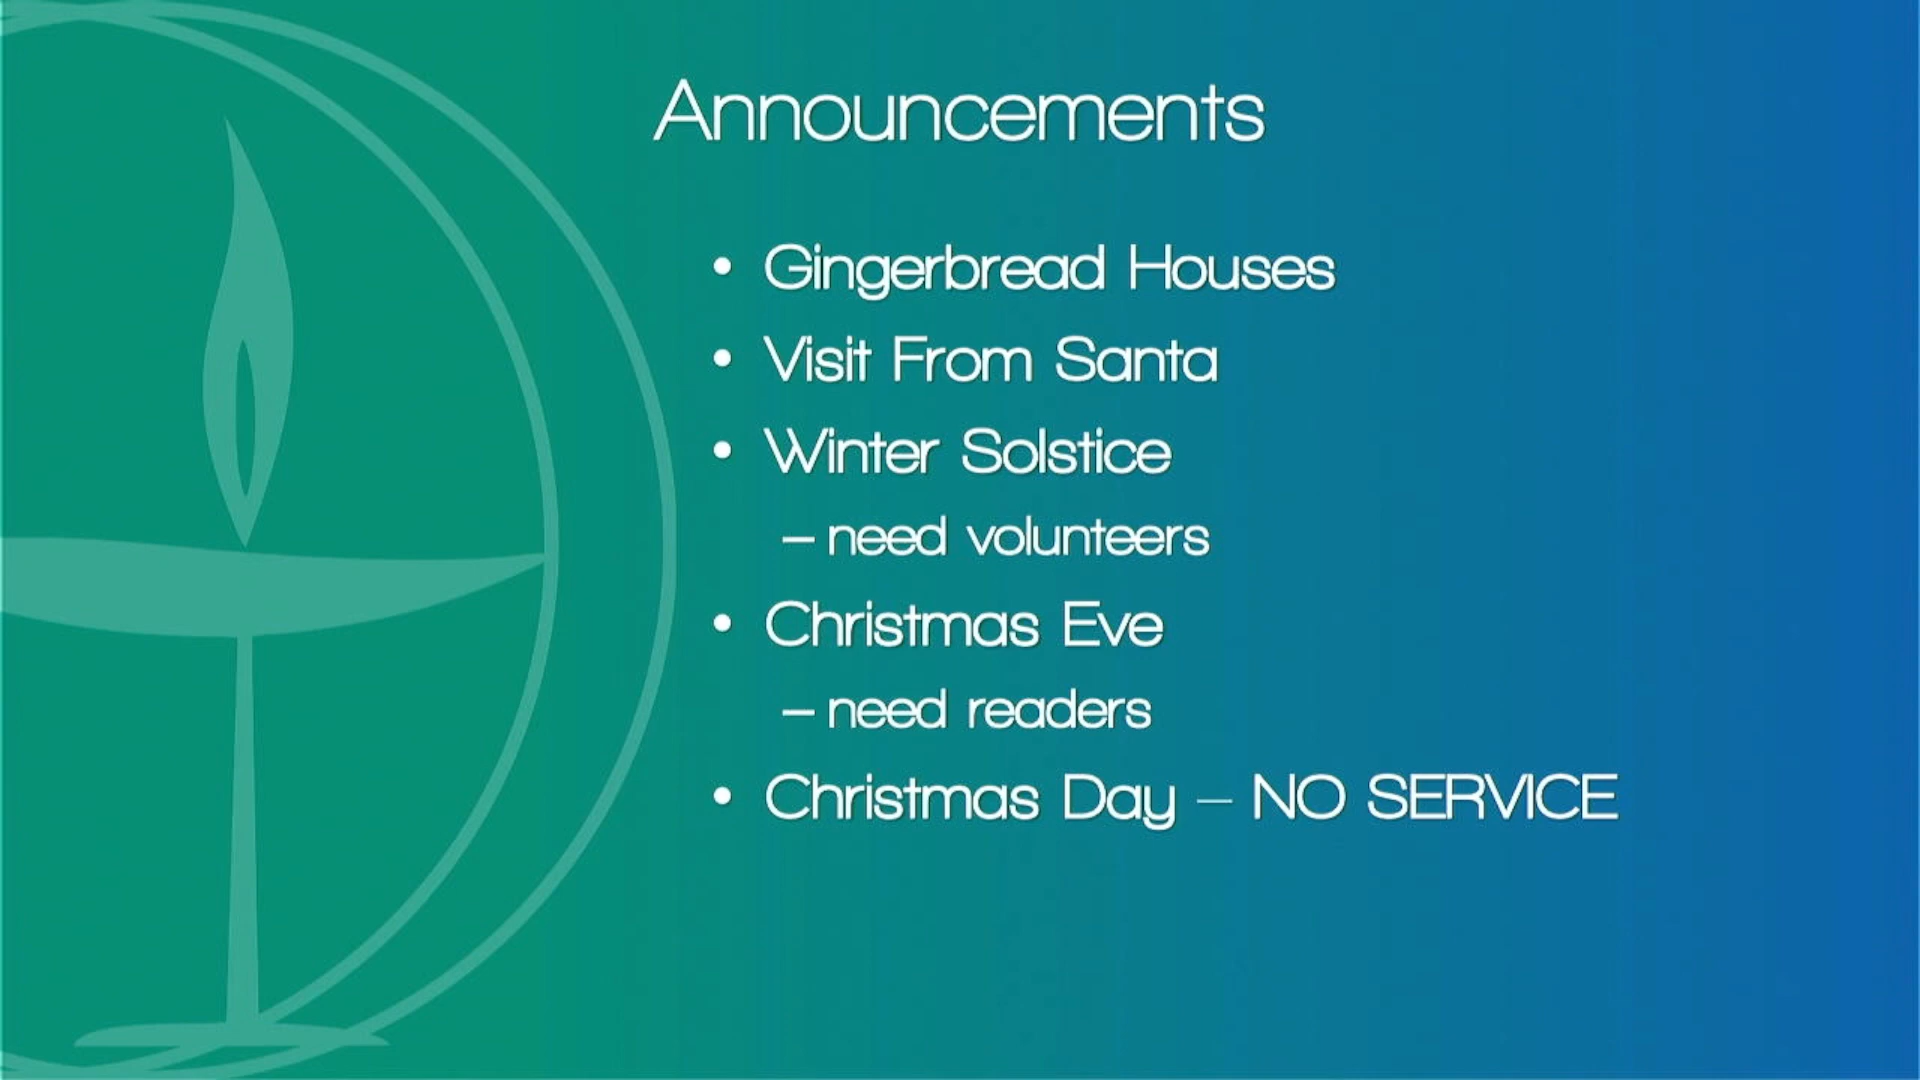 Announcements
• Gingerbread Houses
• Visit From Santa
• Winter Solstice
– need volunteers
• Christmas Eve
– need readers
• Christmas Day – NO SERVICE